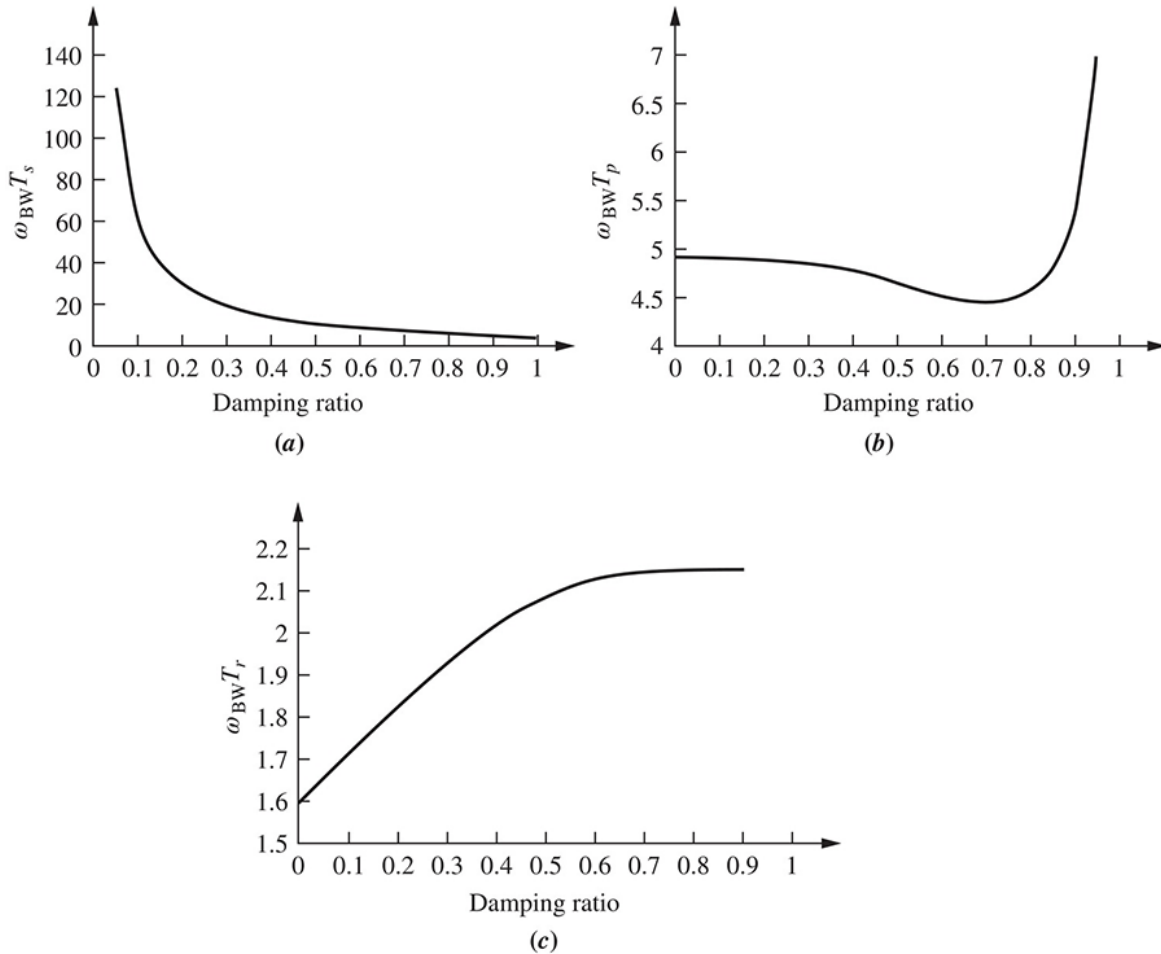 140
120
100
80
60
40
20
0
ω_BW T_s
0 0.1 0.2 0.3 0.4 0.5 0.6 0.7 0.8 0.9 1
Damping ratio
(a)
7
6.5
6
5.5
5
4.5
4
ω_BW T_p
0 0.1 0.2 0.3 0.4 0.5 0.6 0.7 0.8 0.9 1
Damping ratio
(b)
2.2
2.1
2
1.9
1.8
1.7
1.6
1.5
ω_BW T_r
0 0.1 0.2 0.3 0.4 0.5 0.6 0.7 0.8 0.9 1
Damping ratio
(c)